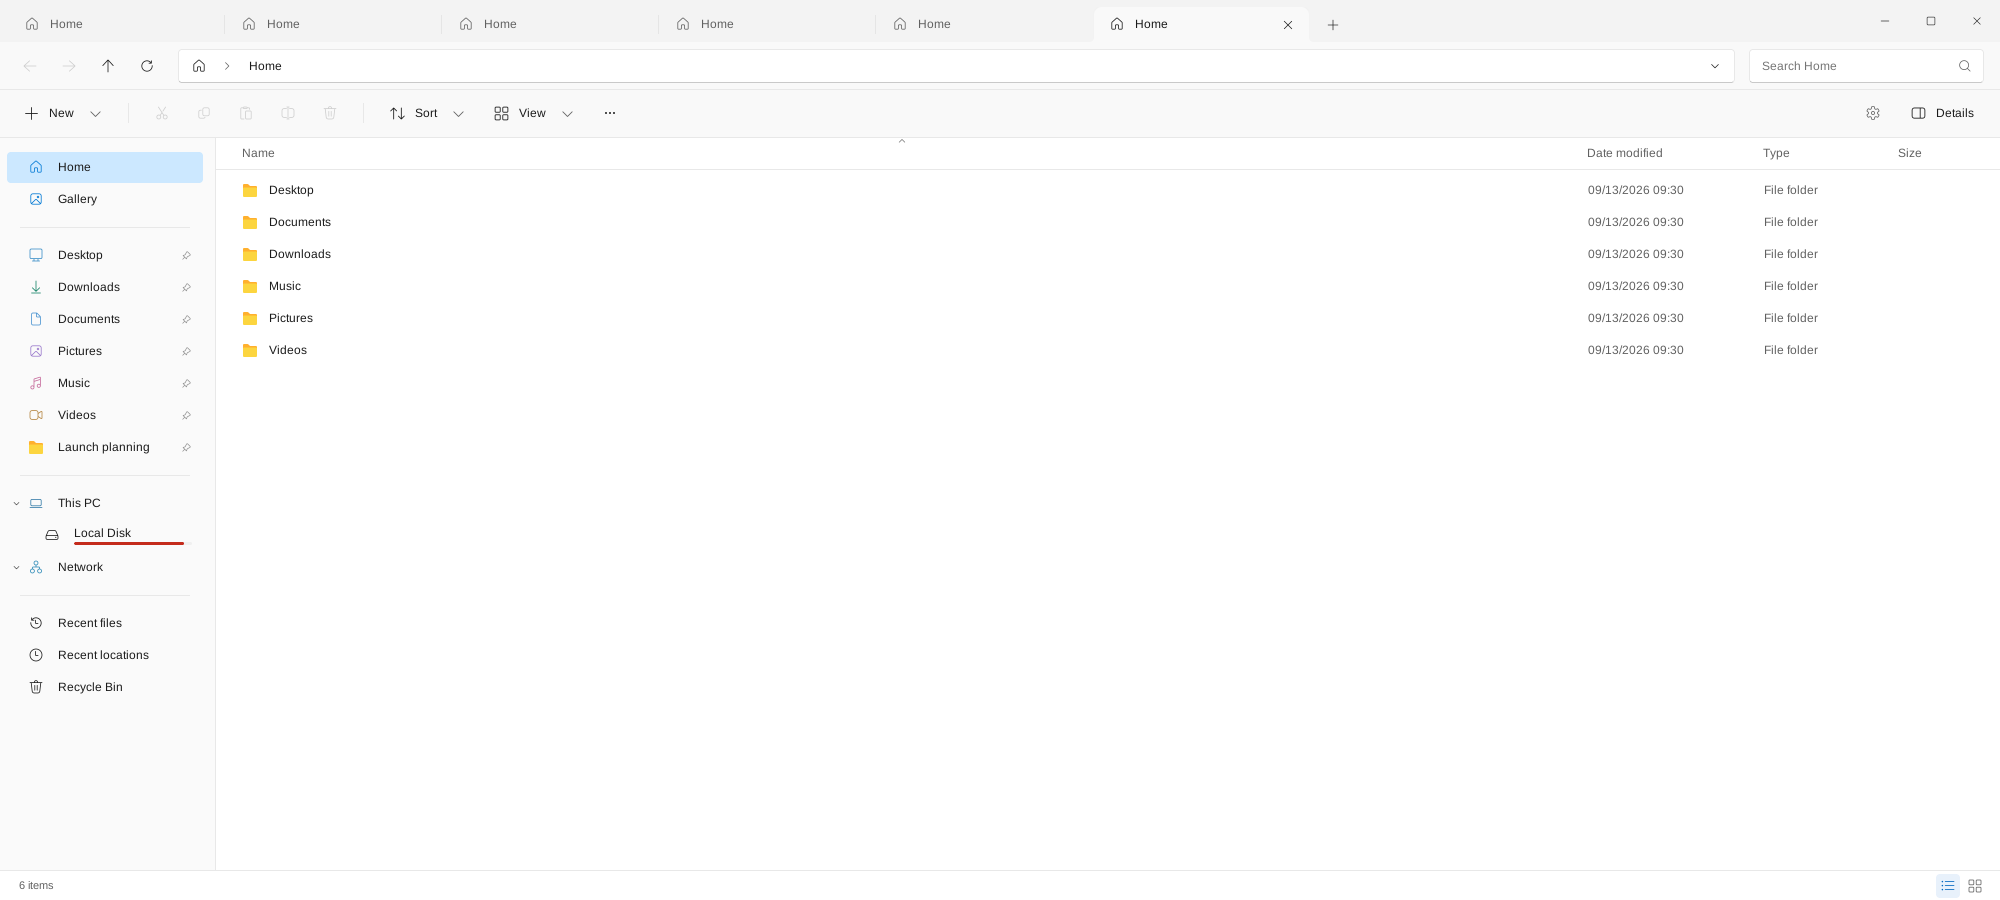 Home Home Home Home Home Home
Home Search Home
New Sort View Details
Name Date modified Type Size
Home
Gallery
Desktop
Downloads
Documents
Pictures
Music
Videos
Launch planning
This PC
Local Disk
Network
Recent files
Recent locations
Recycle Bin
Desktop 09/13/2026 09:30 File folder
Documents 09/13/2026 09:30 File folder
Downloads 09/13/2026 09:30 File folder
Music 09/13/2026 09:30 File folder
Pictures 09/13/2026 09:30 File folder
Videos 09/13/2026 09:30 File folder
6 items